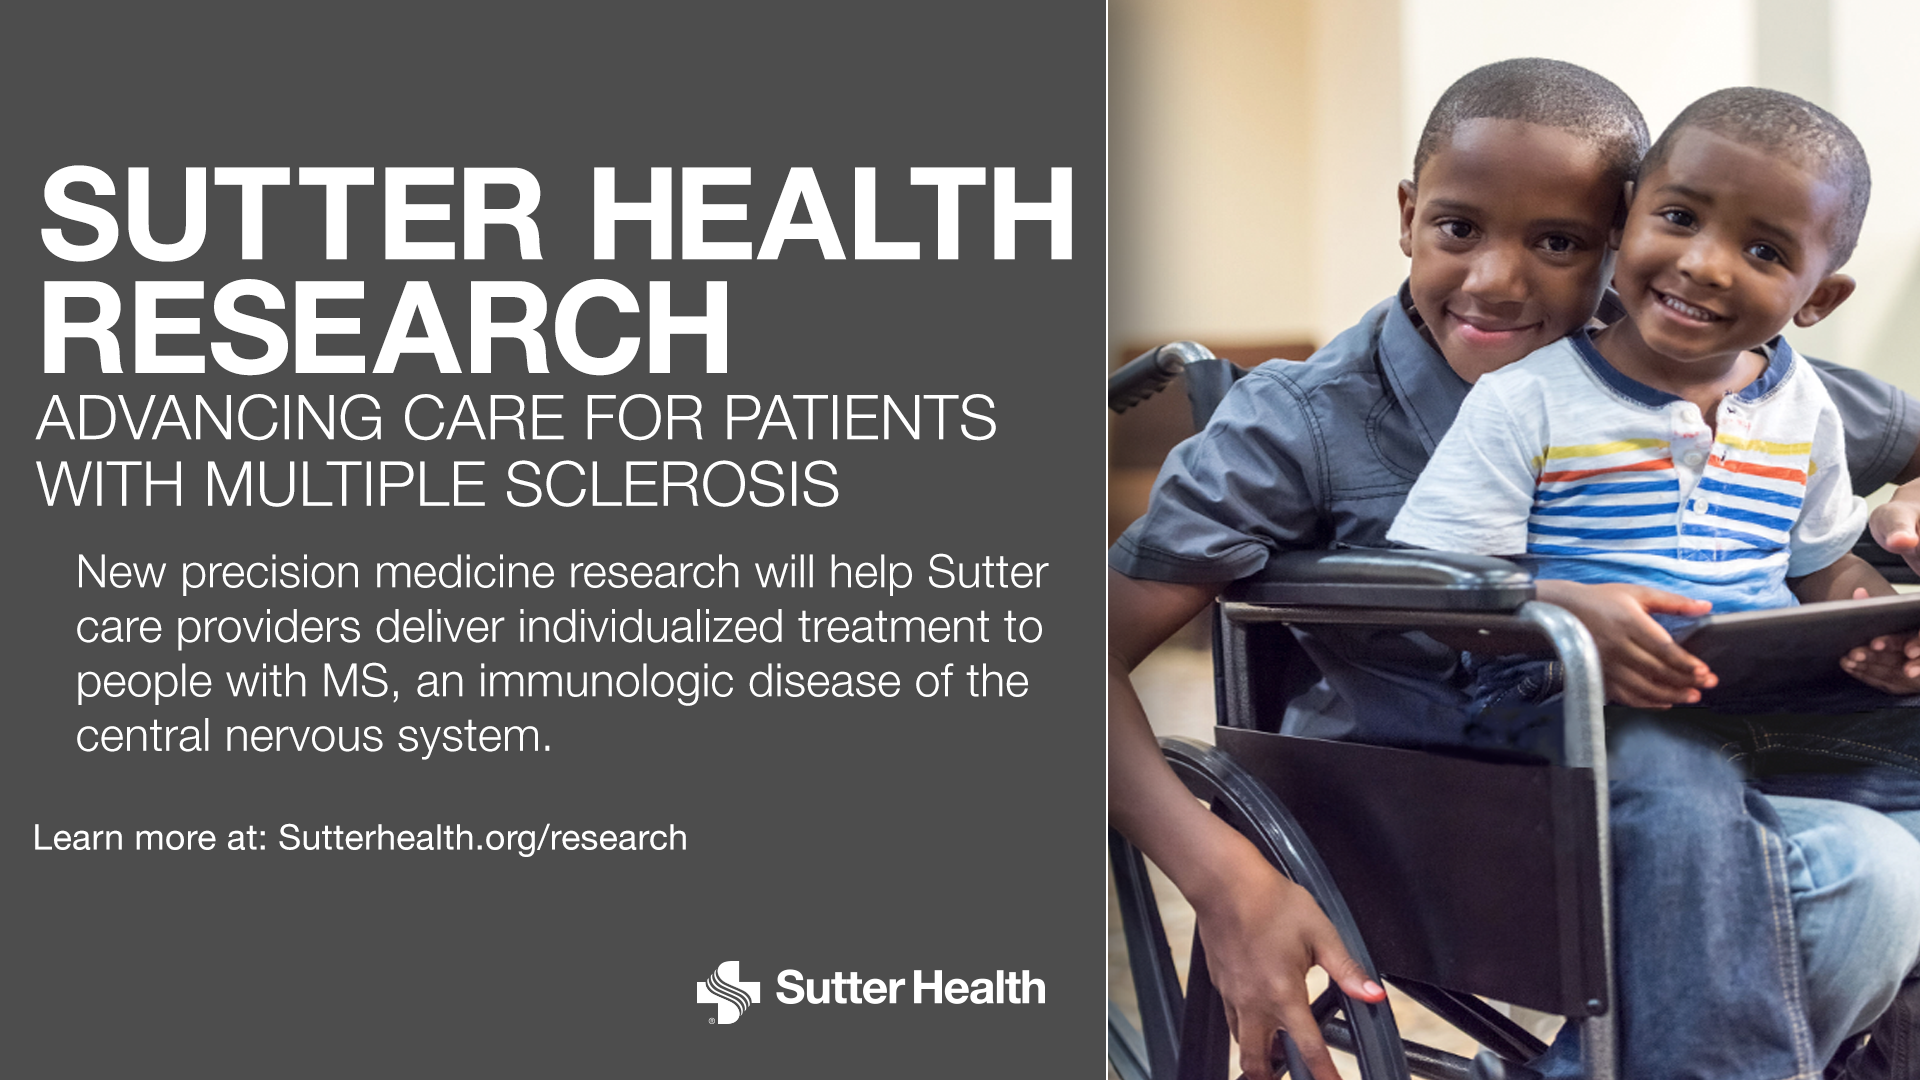 SUTTER HEALTH
RESEARCH
ADVANCING CARE FOR PATIENTS
WITH MULTIPLE SCLEROSIS
New precision medicine research will help Sutter
care providers deliver individualized treatment to
people with MS, an immunologic disease of the
central nervous system.
Learn more at: Sutterhealth.org/research
Sutter Health
®